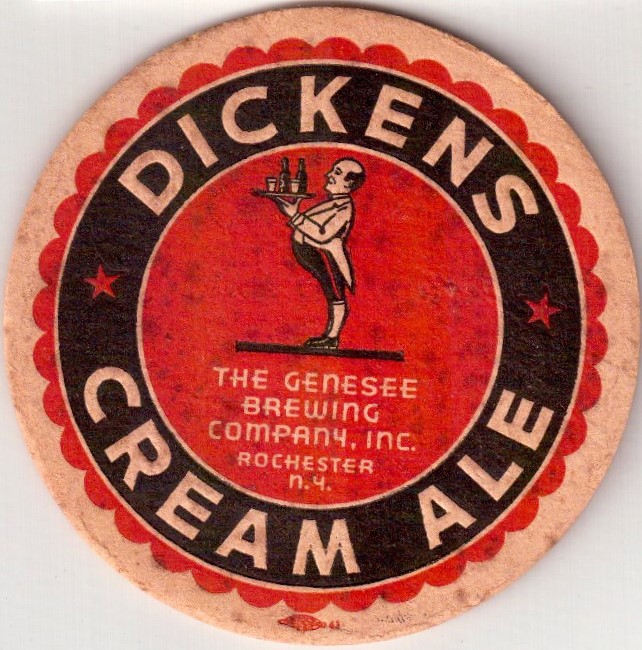 DICKENS
THE GENESEE
BREWING
COMPANY, INC.
ROCHESTER
N.Y.
CREAM ALE